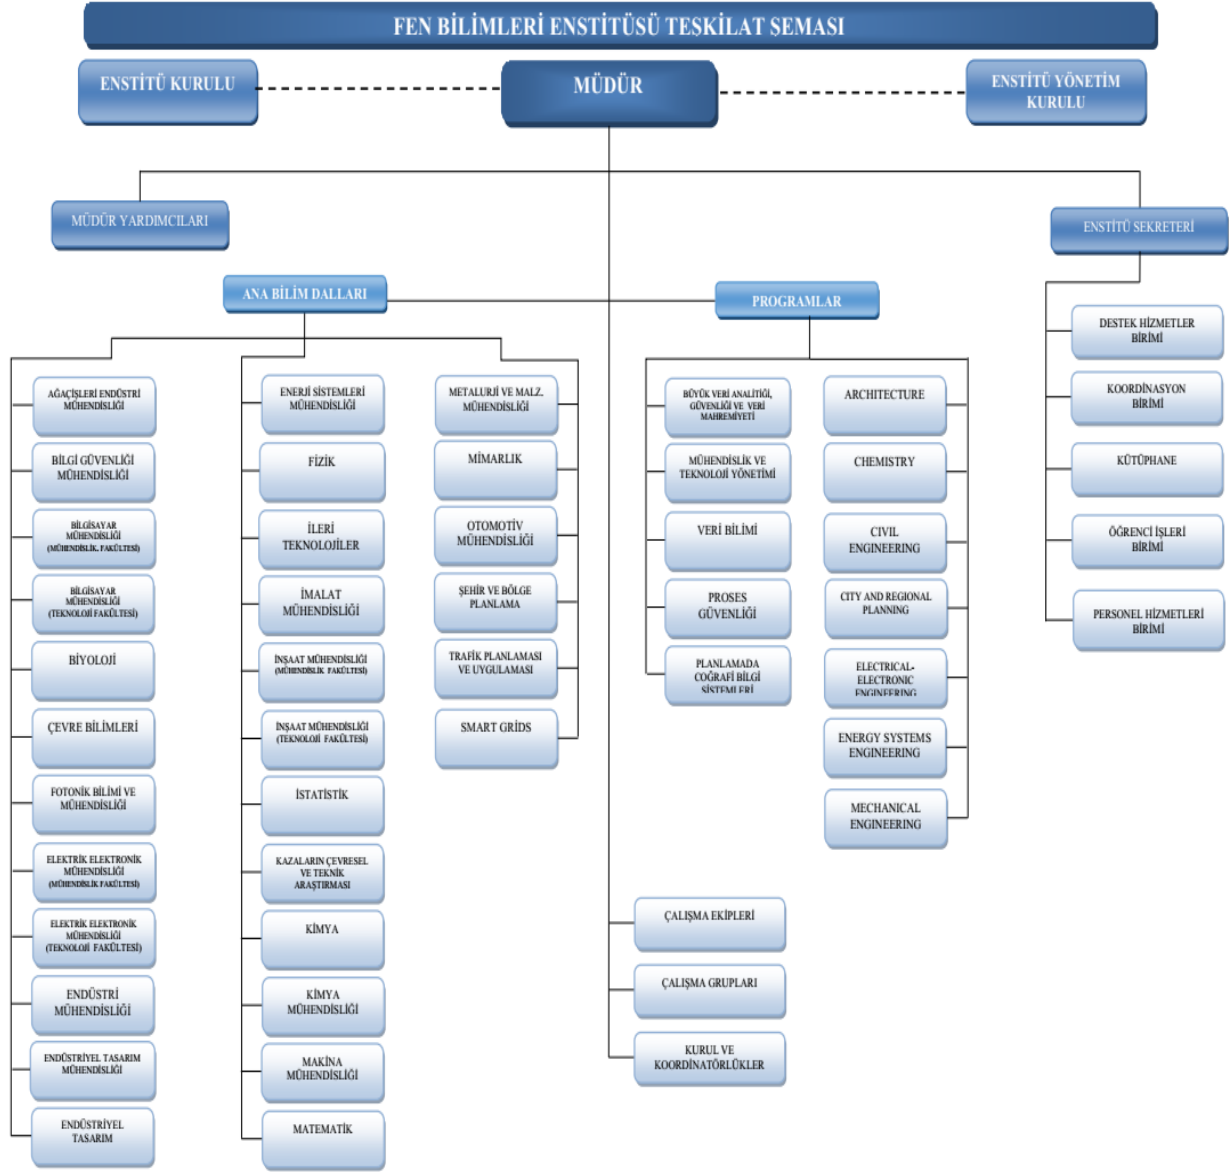 FEN BİLİMLERİ ENSTİTÜSÜ TEŞKİLAT ŞEMASI
ENSTİTÜ KURULU
MÜDÜR
ENSTİTÜ YÖNETİM
KURULU
MÜDÜR YARDIMCILARI
ENSTİTÜ SEKRETERİ
ANA BİLİM DALLARI
PROGRAMLAR
AĞAÇİŞLERİ ENDÜSTRİ
MÜHENDİSLİĞİ
BİLGİ GÜVENLİĞİ
MÜHENDİSLİĞİ
BİLGİSAYAR
MÜHENDİSLİĞİ
(MÜHENDİSLİK. FAKÜLTESİ)
BİLGİSAYAR
MÜHENDİSLİĞİ
(TEKNOLOJİ FAKÜLTESİ)
BİYOLOJİ
ÇEVRE BİLİMLERİ
FOTONİK BİLİMİ VE
MÜHENDİSLİĞİ
ELEKTRİK ELEKTRONİK
MÜHENDİSLİĞİ
(MÜHENDİSLİK FAKÜLTESİ)
ELEKTRİK ELEKTRONİK
MÜHENDİSLİĞİ
(TEKNOLOJİ FAKÜLTESİ)
ENDÜSTRİ
MÜHENDİSLİĞİ
ENDÜSTRİYEL TASARIM
MÜHENDİSLİĞİ
ENDÜSTRİYEL
TASARIM
ENERJİ SİSTEMLERİ
MÜHENDİSLİĞİ
FİZİK
İLERİ
TEKNOLOJİLER
İMALAT
MÜHENDİSLİĞİ
İNŞAAT MÜHENDİSLİĞİ
(MÜHENDİSLİK FAKÜLTESİ)
İNŞAAT MÜHENDİSLİĞİ
(TEKNOLOJİ FAKÜLTESİ)
İSTATİSTİK
KAZALARIN ÇEVRESEL
VE TEKNİK
ARAŞTIRMASI
KİMYA
KİMYA
MÜHENDİSLİĞİ
MAKİNA
MÜHENDİSLİĞİ
MATEMATİK
METALURJİ VE MALZ.
MÜHENDİSLİĞİ
MİMARLIK
OTOMOTİV
MÜHENDİSLİĞİ
ŞEHİR VE BÖLGE
PLANLAMA
TRAFİK PLANLAMASI
VE UYGULAMASI
SMART GRİDS
BÜYÜK VERİ ANALİTİĞİ,
GÜVENLİĞİ VE VERİ
MAHREMİYETİ
MÜHENDİSLİK VE
TEKNOLOJİ YÖNETİMİ
VERİ BİLİMİ
PROSES
GÜVENLİĞİ
PLANLAMADA
COĞRAFİ BİLGİ
SİSTEMLERİ
ARCHITECTURE
CHEMISTRY
CIVIL
ENGINEERING
CITY AND REGIONAL
PLANNING
ELECTRICAL-
ELECTRONIC
ENGINEERING
ENERGY SYSTEMS
ENGINEERING
MECHANICAL
ENGINEERING
DESTEK HİZMETLER
BİRİMİ
KOORDİNASYON
BİRİMİ
KÜTÜPHANE
ÖĞRENCİ İŞLERİ
BİRİMİ
PERSONEL HİZMETLERİ
BİRİMİ
ÇALIŞMA EKİPLERİ
ÇALIŞMA GRUPLARI
KURUL VE
KOORDİNATÖRLÜKLER